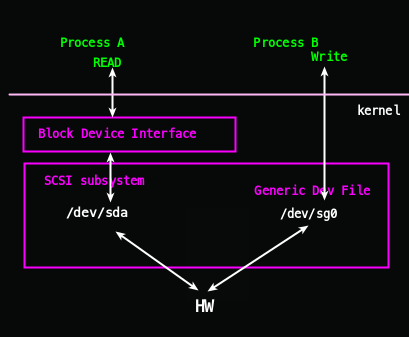 Process A
READ
Process B
Write
kernel
Block Device Interface
SCSI subsystem
Generic Dev File
/dev/sda
/dev/sg0
HW